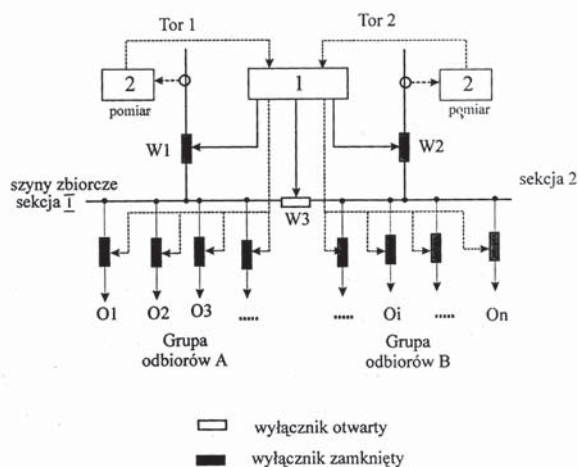 Tor 1 Tor 2
2 1 2
pomiar pomiar
W1 W2
szyny zbiorcze
sekcja 1 sekcja 2
W3
O1 O2 O3 ..... ..... Oi ..... On
Grupa Grupa
odbiorów A odbiorów B
wyłącznik otwarty
wyłącznik zamknięty